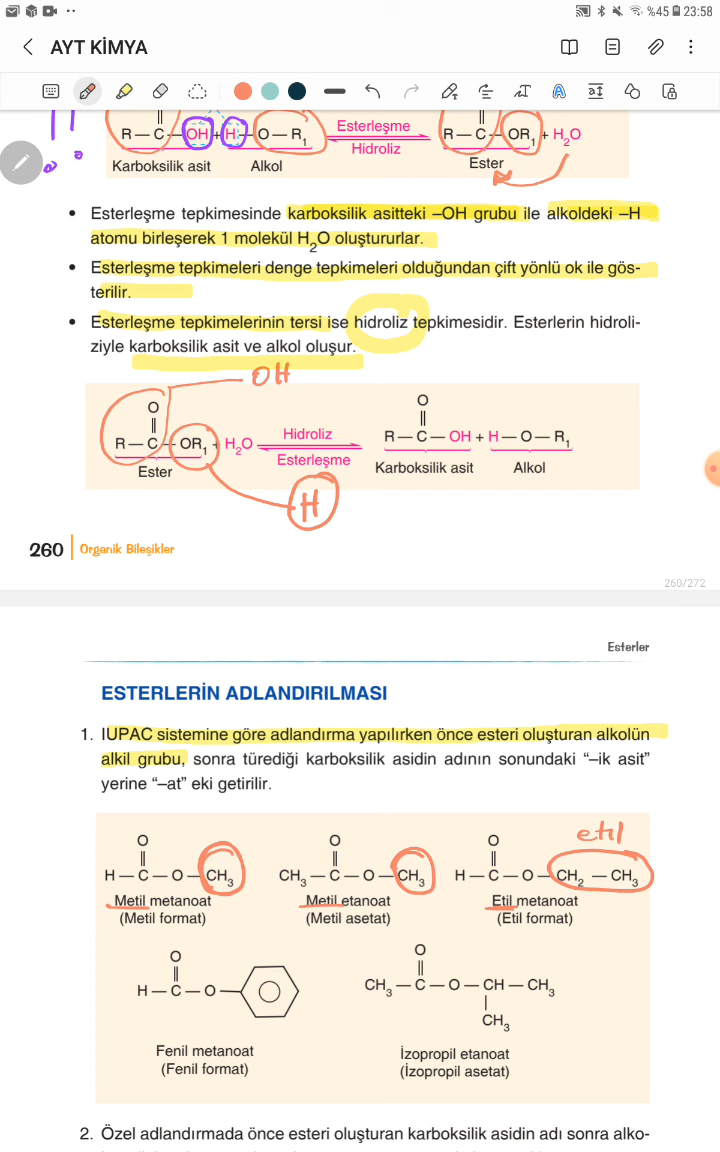 %45 23:58
AYT KİMYA
R — C — OH + H — O — R₁ Esterleşme R — C — OR₁ + H₂O
Hidroliz
Karboksilik asit Alkol Ester
• Esterleşme tepkimesinde karboksilik asitteki –OH grubu ile alkoldeki –H
atomu birleşerek 1 molekül H₂O oluştururlar.
• Esterleşme tepkimeleri denge tepkimeleri olduğundan çift yönlü ok ile gös-
terilir.
• Esterleşme tepkimelerinin tersi ise hidroliz tepkimesidir. Esterlerin hidroli-
ziyle karboksilik asit ve alkol oluşur.
OH
O O
R — C — OR₁ + H₂O Hidroliz R — C — OH + H — O — R₁
Esterleşme
Ester Karboksilik asit Alkol
H
260 Organik Bileşikler
260/272
Esterler
ESTERLERİN ADLANDIRILMASI
1. IUPAC sistemine göre adlandırma yapılırken önce esteri oluşturan alkolün
alkil grubu, sonra türediği karboksilik asidin adının sonundaki “–ik asit”
yerine “–at” eki getirilir.
etil
O O O
H — C — O — CH₃ CH₃ — C — O — CH₃ H — C — O — CH₂ — CH₃
Metil metanoat Metil etanoat Etil metanoat
(Metil format) (Metil asetat) (Etil format)
O O
H — C — O — CH₃ — C — O — CH — CH₃
CH₃
Fenil metanoat İzopropil etanoat
(Fenil format) (İzopropil asetat)
2. Özel adlandırmada önce esteri oluşturan karboksilik asidin adı sonra alko-